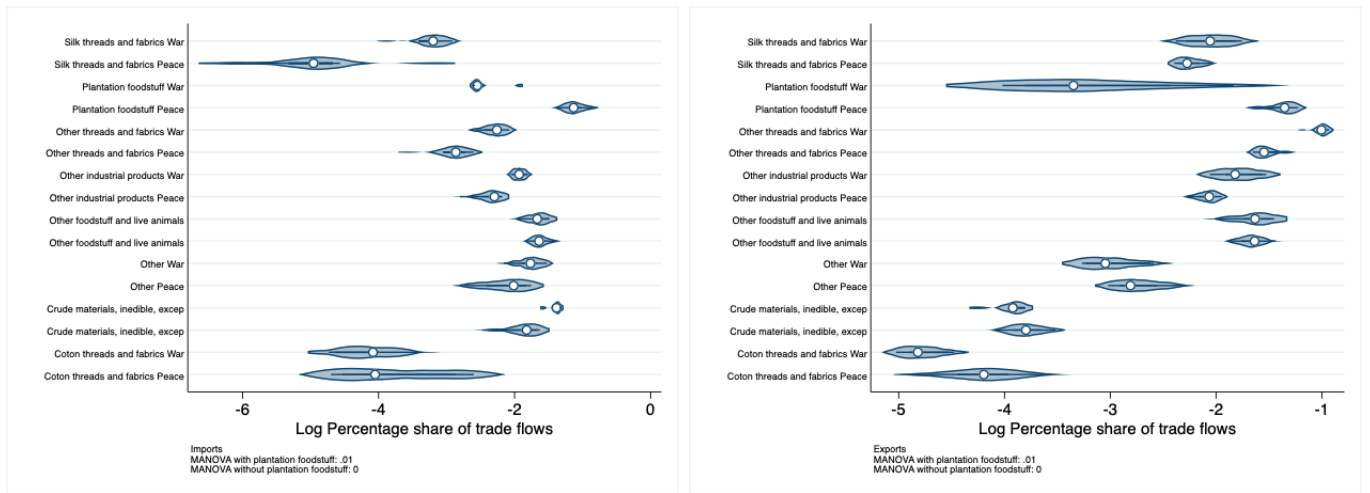 Silk threads and fabrics War
Silk threads and fabrics Peace
Plantation foodstuff War
Plantation foodstuff Peace
Other threads and fabrics War
Other threads and fabrics Peace
Other industrial products War
Other industrial products Peace
Other foodstuff and live animals
Other foodstuff and live animals
Other War
Other Peace
Crude materials, inedible, excep
Crude materials, inedible, excep
Coton threads and fabrics War
Coton threads and fabrics Peace
-6 -4 -2 0
Log Percentage share of trade flows
Imports
MANOVA with plantation foodstuff: .01
MANOVA without plantation foodstuff: 0
Silk threads and fabrics War
Silk threads and fabrics Peace
Plantation foodstuff War
Plantation foodstuff Peace
Other threads and fabrics War
Other threads and fabrics Peace
Other industrial products War
Other industrial products Peace
Other foodstuff and live animals
Other foodstuff and live animals
Other War
Other Peace
Crude materials, inedible, excep
Crude materials, inedible, excep
Coton threads and fabrics War
Coton threads and fabrics Peace
-5 -4 -3 -2 -1
Log Percentage share of trade flows
Exports
MANOVA with plantation foodstuff: .01
MANOVA without plantation foodstuff: 0